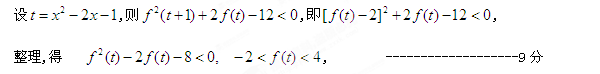 设 t = x² − 2x − 1,则 f²(t+1) + 2f(t) − 12 < 0,即[f(t) − 2]² + 2f(t) − 12 < 0,
整理,得 f²(t) − 2f(t) − 8 < 0, −2 < f(t) < 4, -------------------9 分